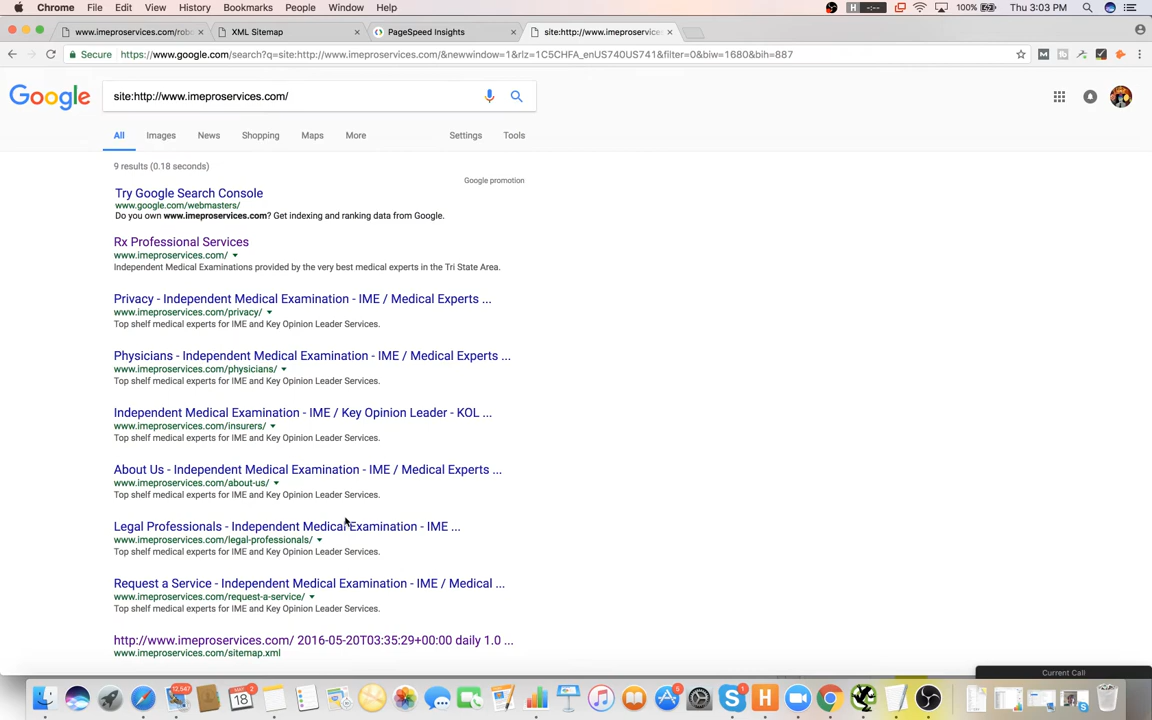 Chrome File Edit View History Bookmarks People Window Help
100% Thu 3:03 PM
www.imeproservices.com/rob
XML Sitemap
PageSpeed Insights
site:http://www.imeproservices
Secure https://www.google.com/search?q=site:http://www.imeproservices.com/&newwindow=1&rlz=1C5CHFA_enUS740US741&filter=0&biw=1680&bih=887
Google
site:http://www.imeproservices.com/
All Images News Shopping Maps More Settings Tools
9 results (0.18 seconds)
Google promotion
Try Google Search Console
www.google.com/webmasters/
Do you own www.imeproservices.com? Get indexing and ranking data from Google.
Rx Professional Services
www.imeproservices.com/
Independent Medical Examinations provided by the very best medical experts in the Tri State Area.
Privacy - Independent Medical Examination - IME / Medical Experts ...
www.imeproservices.com/privacy/
Top shelf medical experts for IME and Key Opinion Leader Services.
Physicians - Independent Medical Examination - IME / Medical Experts ...
www.imeproservices.com/physicians/
Top shelf medical experts for IME and Key Opinion Leader Services.
Independent Medical Examination - IME / Key Opinion Leader - KOL ...
www.imeproservices.com/insurers/
Top shelf medical experts for IME and Key Opinion Leader Services.
About Us - Independent Medical Examination - IME / Medical Experts ...
www.imeproservices.com/about-us/
Top shelf medical experts for IME and Key Opinion Leader Services.
Legal Professionals - Independent Medical Examination - IME ...
www.imeproservices.com/legal-professionals/
Top shelf medical experts for IME and Key Opinion Leader Services.
Request a Service - Independent Medical Examination - IME / Medical ...
www.imeproservices.com/request-a-service/
Top shelf medical experts for IME and Key Opinion Leader Services.
http://www.imeproservices.com/ 2016-05-20T03:35:29+00:00 daily 1.0 ...
www.imeproservices.com/sitemap.xml
Current Call
12,547
MAY 2
18
5
1